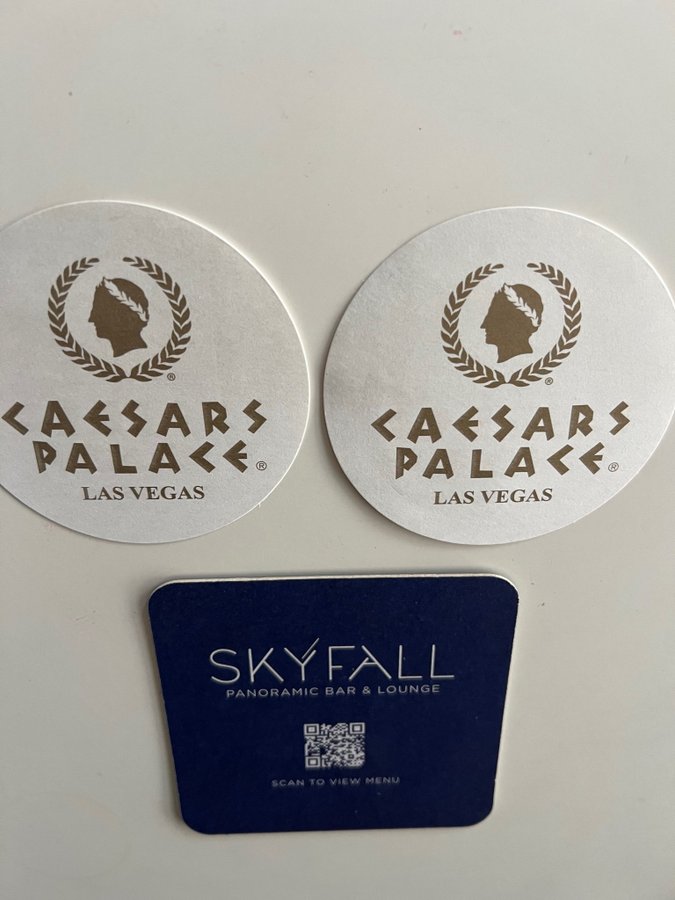 CAESARS
PALACE®
LAS VEGAS
®
CAESARS
PALACE®
LAS VEGAS
®
SKYFALL
PANORAMIC BAR & LOUNGE
SCAN TO VIEW MENU